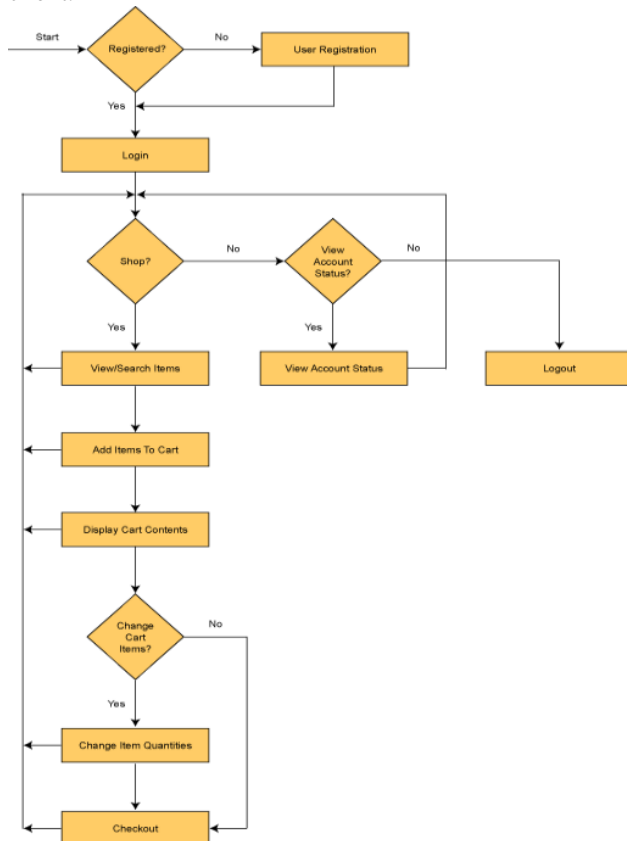 Start
Registered?
No
User Registration
Yes
Login
Shop?
No
View
Account
Status?
No
Yes
Yes
View/Search Items
View Account Status
Logout
Add Items To Cart
Display Cart Contents
Change
Cart
Items?
No
Yes
Change Item Quantities
Checkout